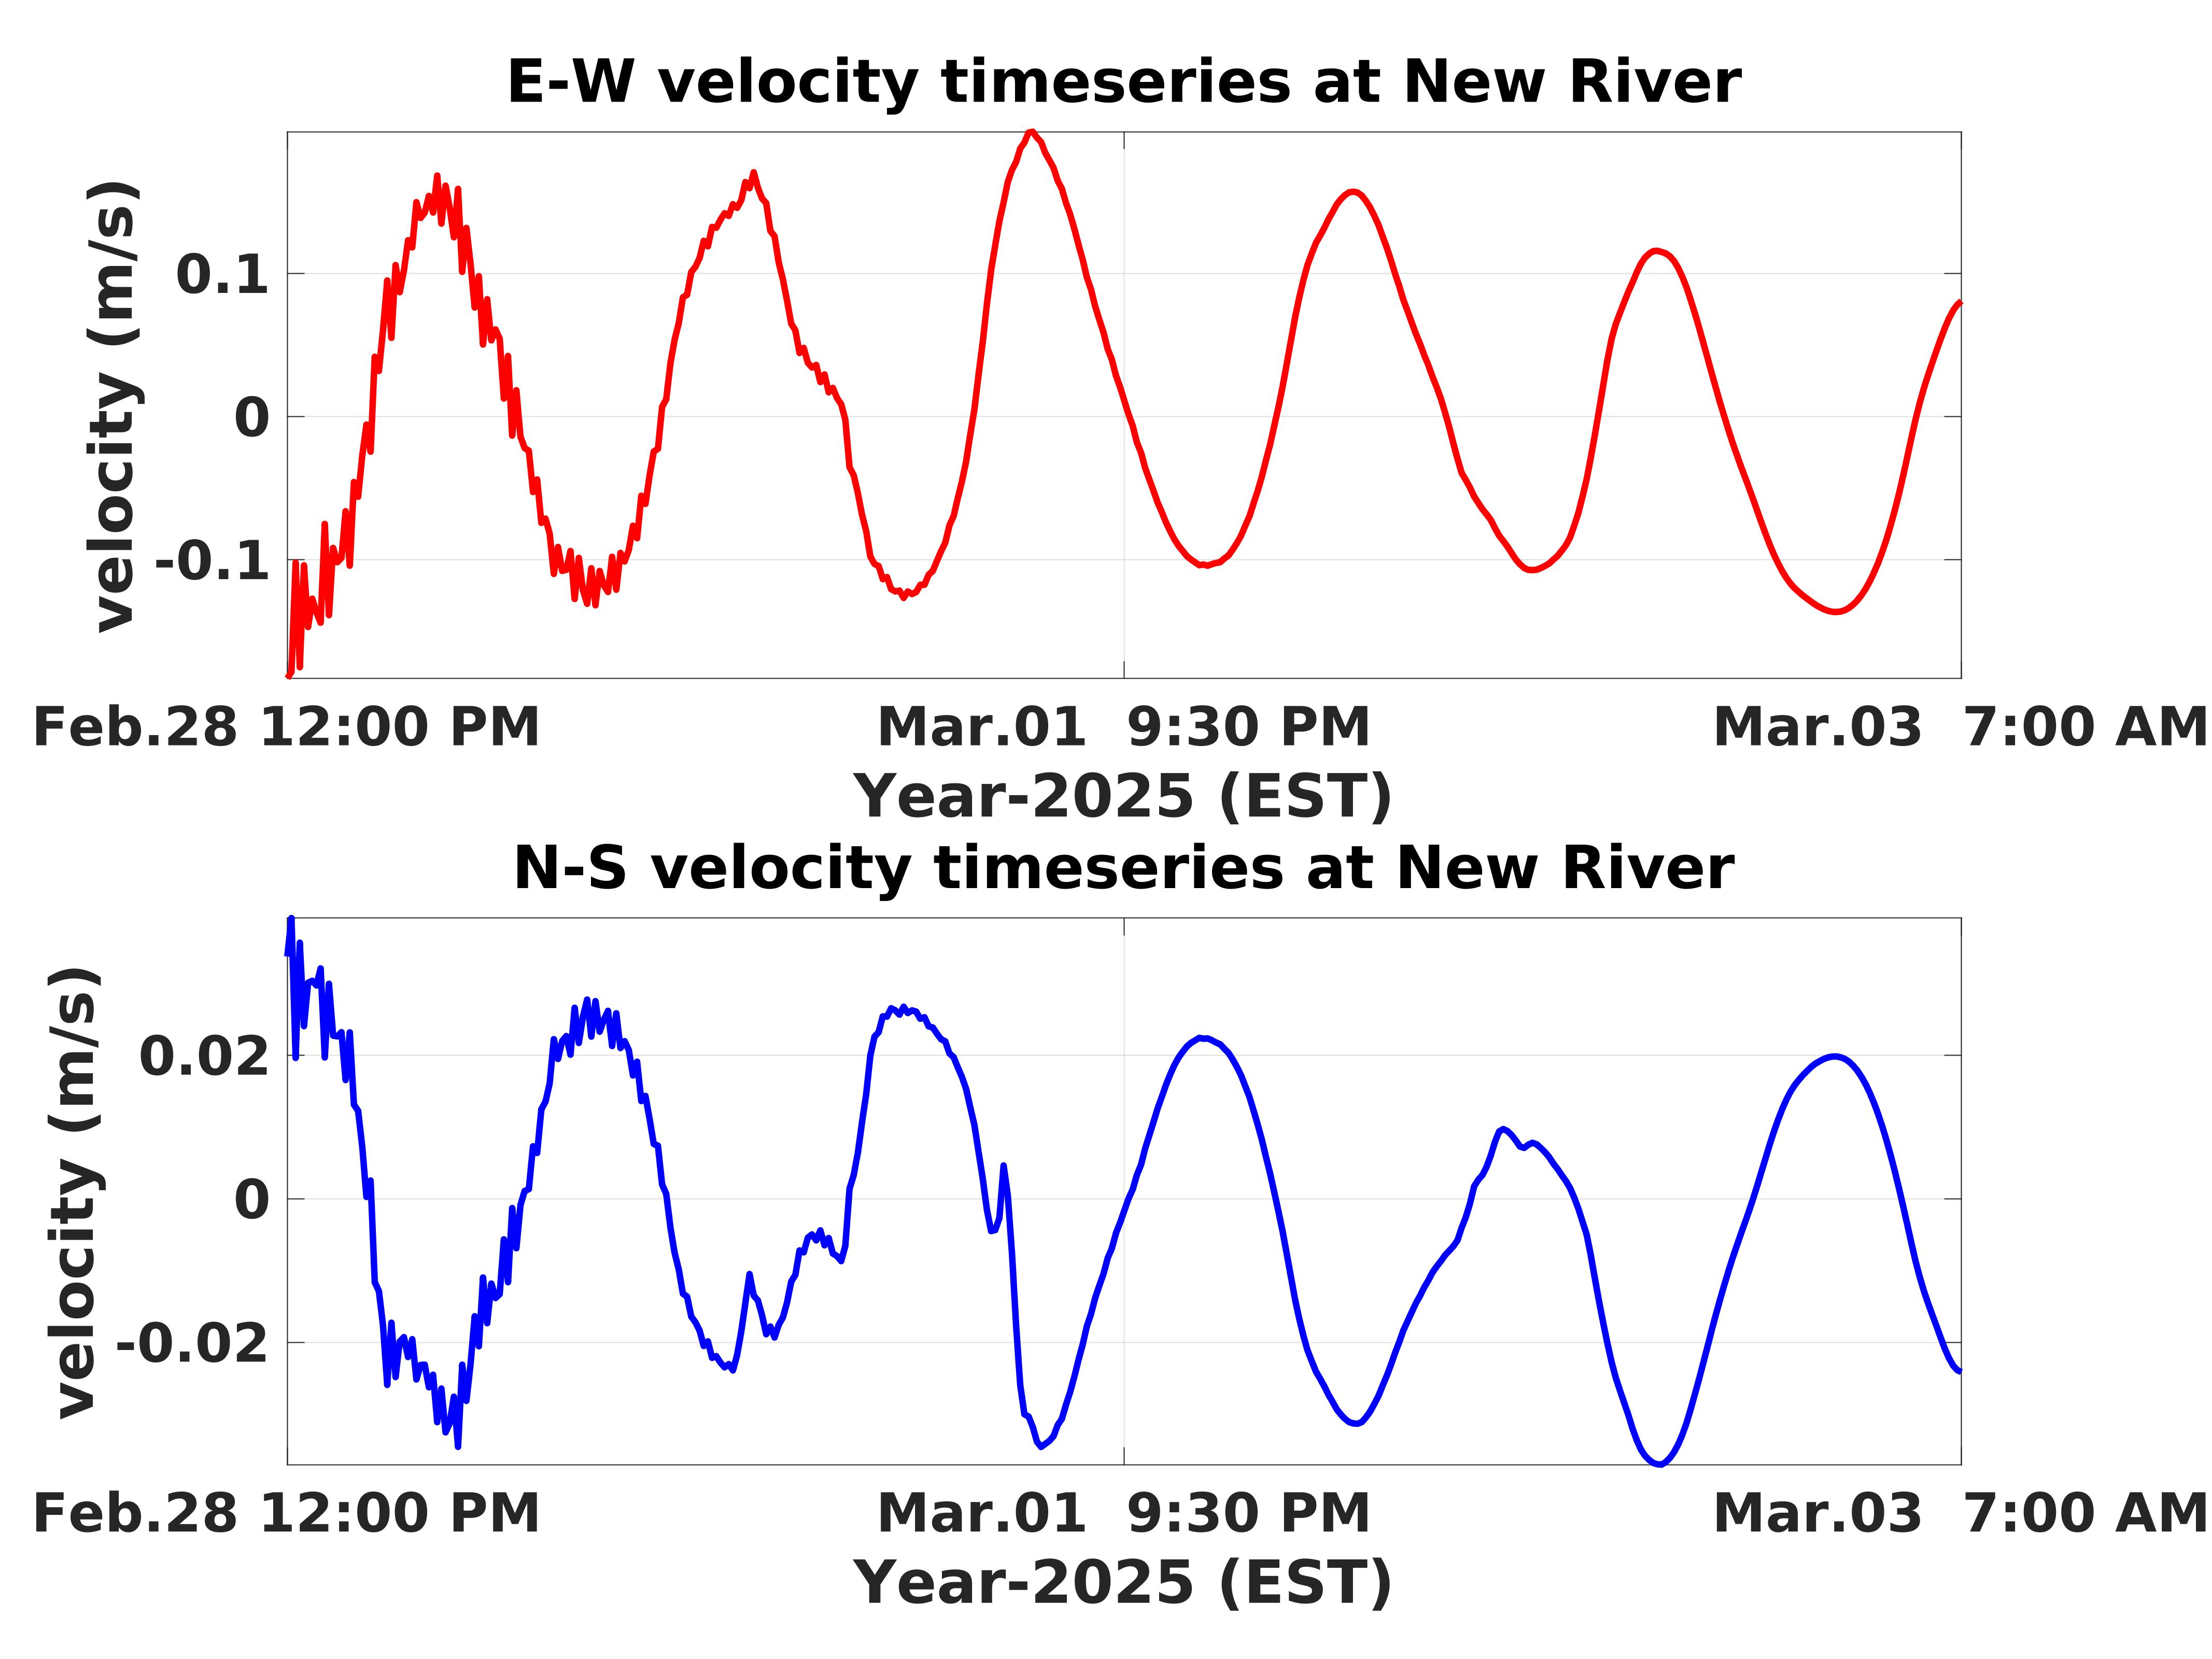 E-W velocity timeseries at New River
velocity (m/s)
0.1
0
-0.1
Feb.28 12:00 PM Mar.01 9:30 PM Mar.03 7:00 AM
Year-2025 (EST)
N-S velocity timeseries at New River
velocity (m/s)
0.02
0
-0.02
Feb.28 12:00 PM Mar.01 9:30 PM Mar.03 7:00 AM
Year-2025 (EST)